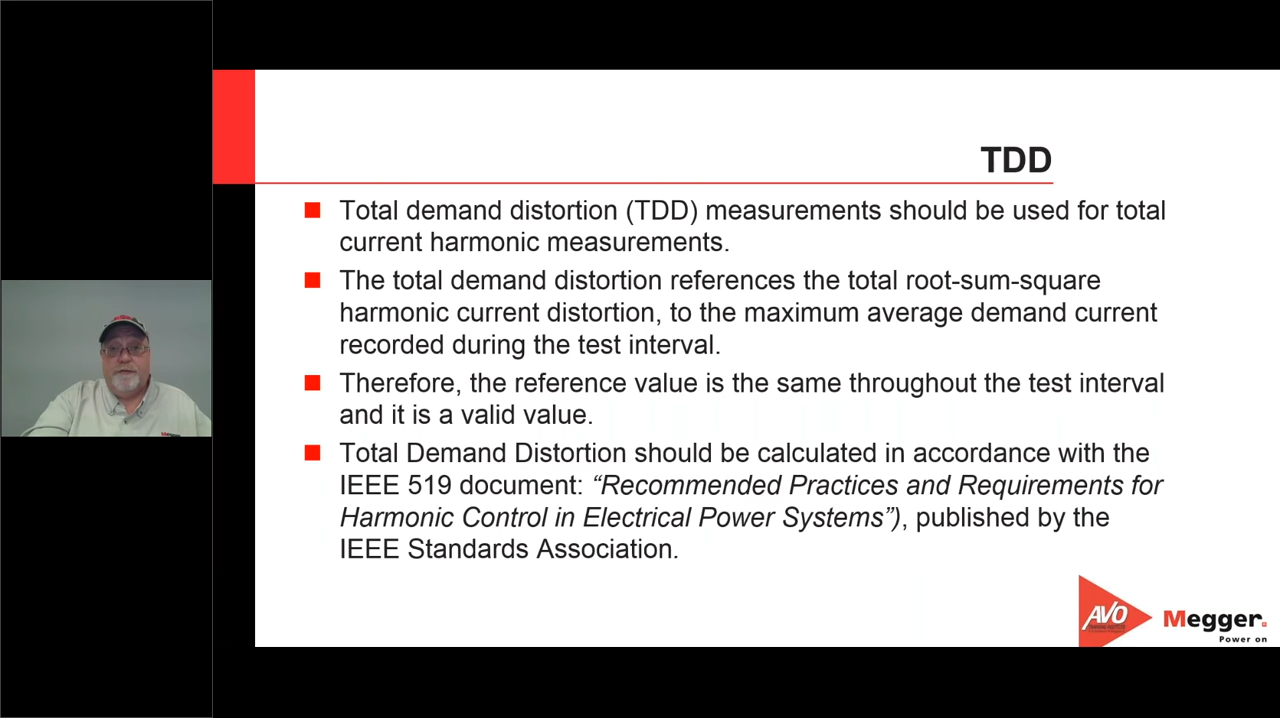 TDD
Total demand distortion (TDD) measurements should be used for total
current harmonic measurements.
The total demand distortion references the total root-sum-square
harmonic current distortion, to the maximum average demand current
recorded during the test interval.
Therefore, the reference value is the same throughout the test interval
and it is a valid value.
Total Demand Distortion should be calculated in accordance with the
IEEE 519 document: “Recommended Practices and Requirements for
Harmonic Control in Electrical Power Systems”), published by the
IEEE Standards Association.
AVO
Megger.
Power on
Megger